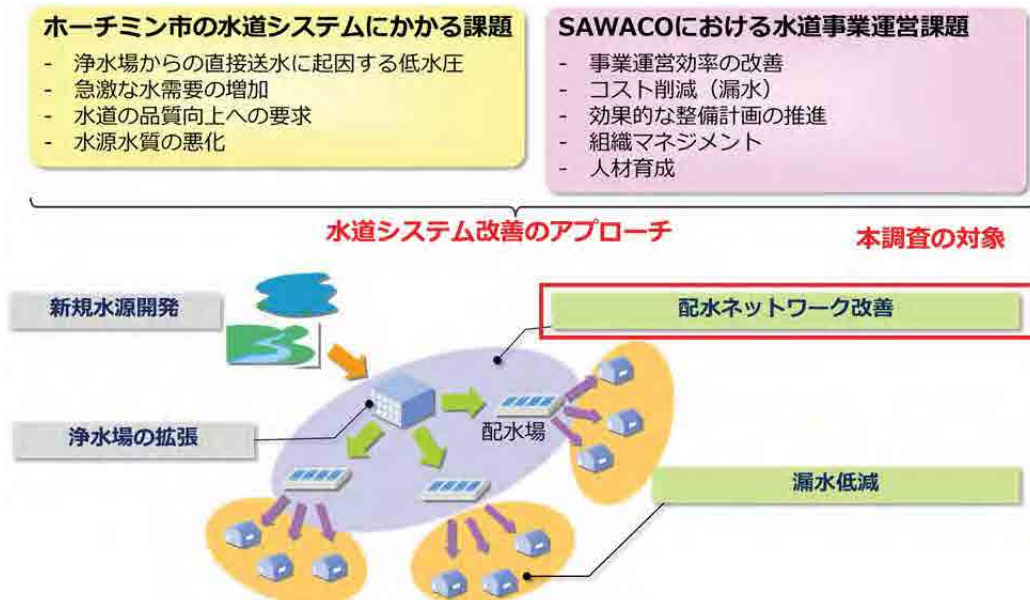 ホーチミン市の水道システムにかかる課題
- 浄水場からの直接送水に起因する低水圧
- 急激な水需要の増加
- 水道の品質向上への要求
- 水源水質の悪化
SAWACOにおける水道事業運営課題
- 事業運営効率の改善
- コスト削減（漏水）
- 効果的な整備計画の推進
- 組織マネジメント
- 人材育成
水道システム改善のアプローチ
本調査の対象
新規水源開発
配水ネットワーク改善
浄水場の拡張
配水場
漏水低減